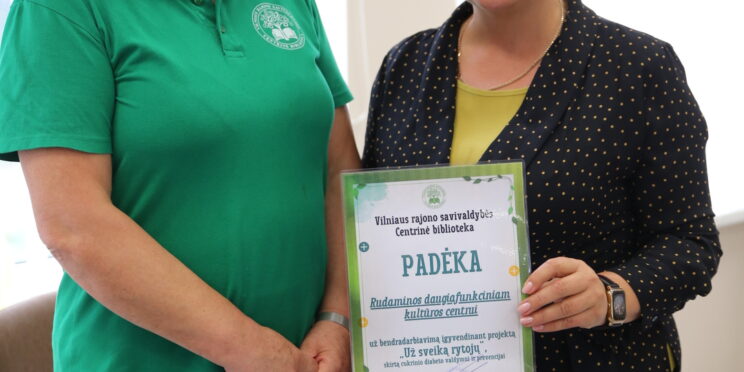 Vilniaus rajono savivaldybės
Centrinė biblioteka
PADĖKA
Rudaminos daugiafunkciniam
kultūros centrui
už bendradarbiavimą įgyvendinant projektą
„Už sveiką rytojų”,
skirtą cukrinio diabeto valdymui ir prevencijai